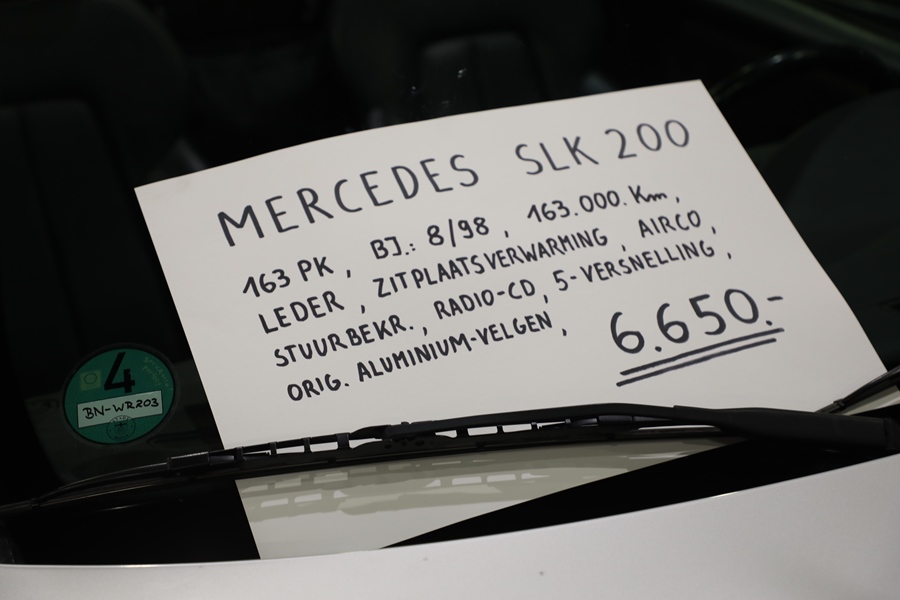 MERCEDES SLK 200
163 PK, BJ.: 8/98, 163.000.Km,
LEDER, ZITPLAATSVERWARMING, AIRCO,
STUURBEKR., RADIO-CD, 5-VERSNELLING,
ORIG. ALUMINIUM-VELGEN,
6.650.-
4
BN-WR203